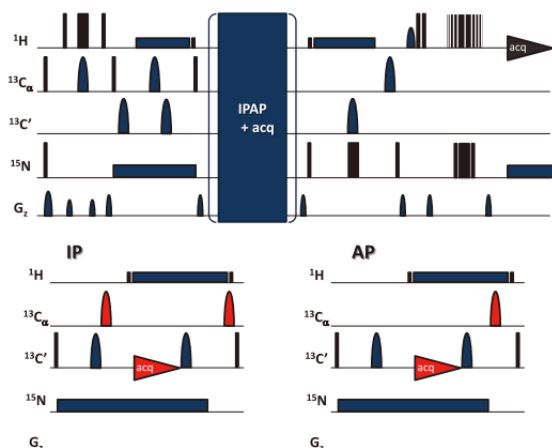 ¹H
acq
¹³Cα
IPAP
+ acq
¹³C'
¹⁵N
Gz
IP
AP
¹H
¹H
¹³Cα
¹³Cα
¹³C'
acq
¹³C'
acq
¹⁵N
¹⁵N
Gz
Gz